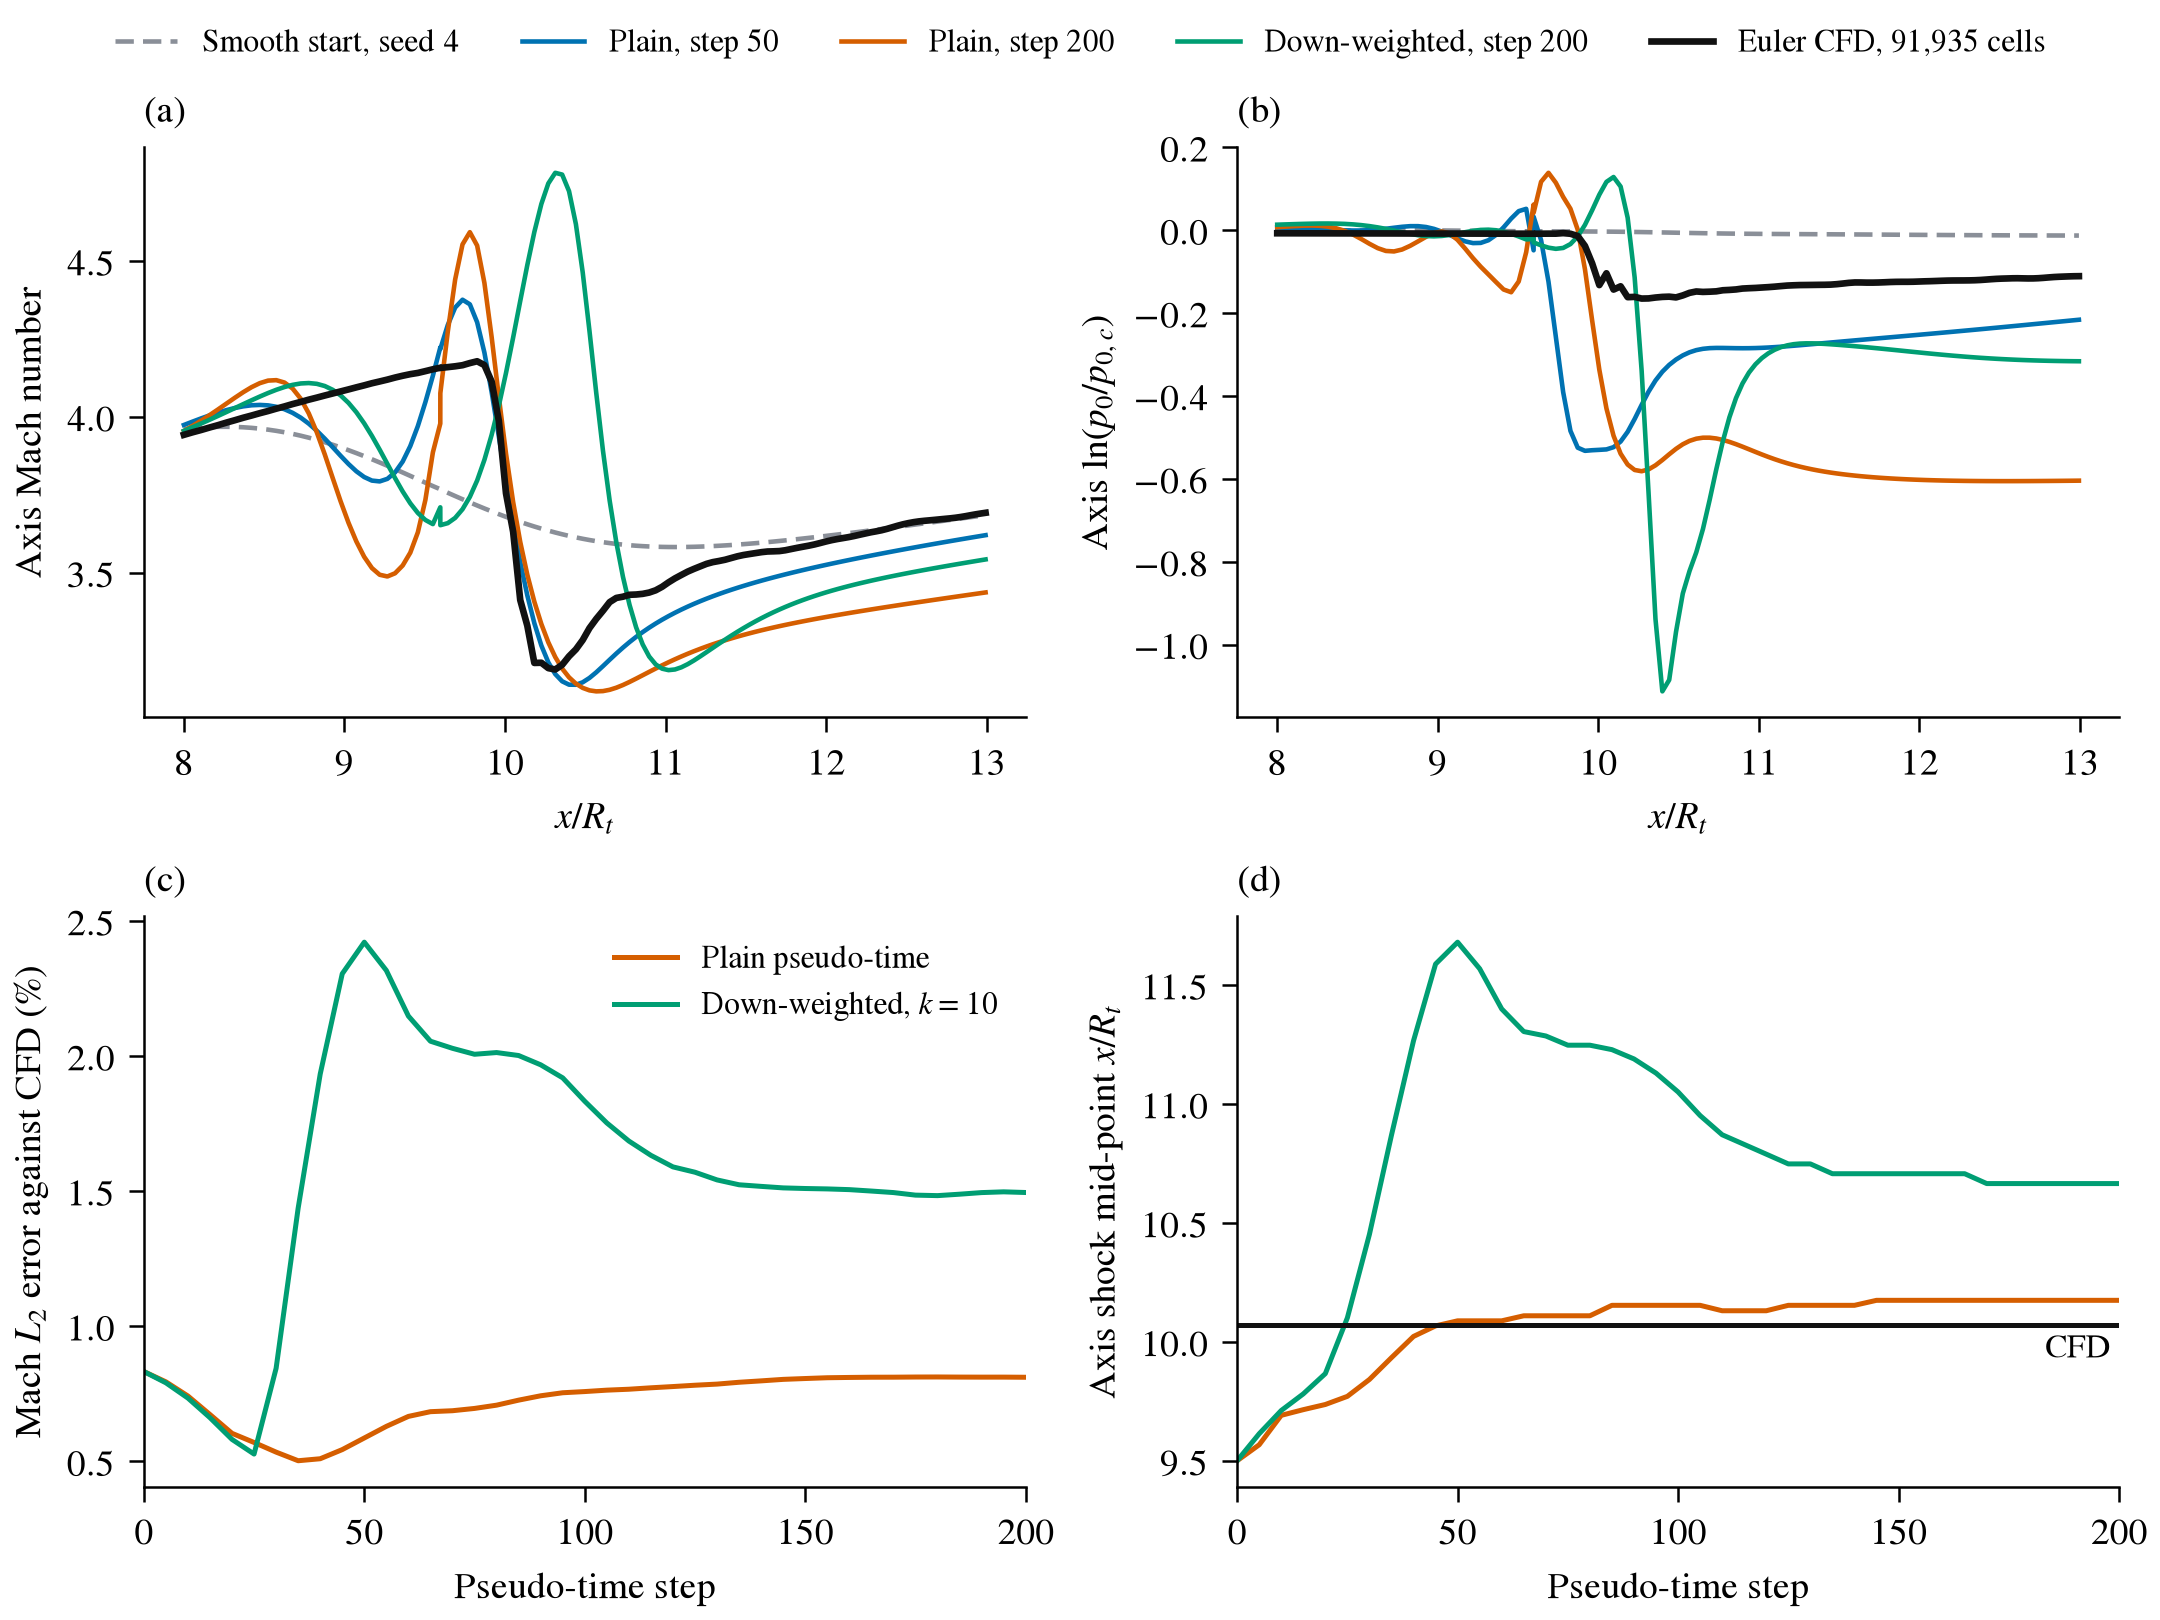 Smooth start, seed 4 Plain, step 50 Plain, step 200 Down-weighted, step 200 Euler CFD, 91,935 cells
(a)
Axis Mach number
4.5
4.0
3.5
8 9 10 11 12 13
x/R_t
(b)
Axis ln(p_0/p_{0,c})
0.2
0.0
−0.2
−0.4
−0.6
−0.8
−1.0
8 9 10 11 12 13
x/R_t
(c)
Mach L_2 error against CFD (%)
2.5
2.0
1.5
1.0
0.5
Plain pseudo-time
Down-weighted, k = 10
0 50 100 150 200
Pseudo-time step
(d)
Axis shock mid-point x/R_t
11.5
11.0
10.5
10.0
9.5
CFD
0 50 100 150 200
Pseudo-time step